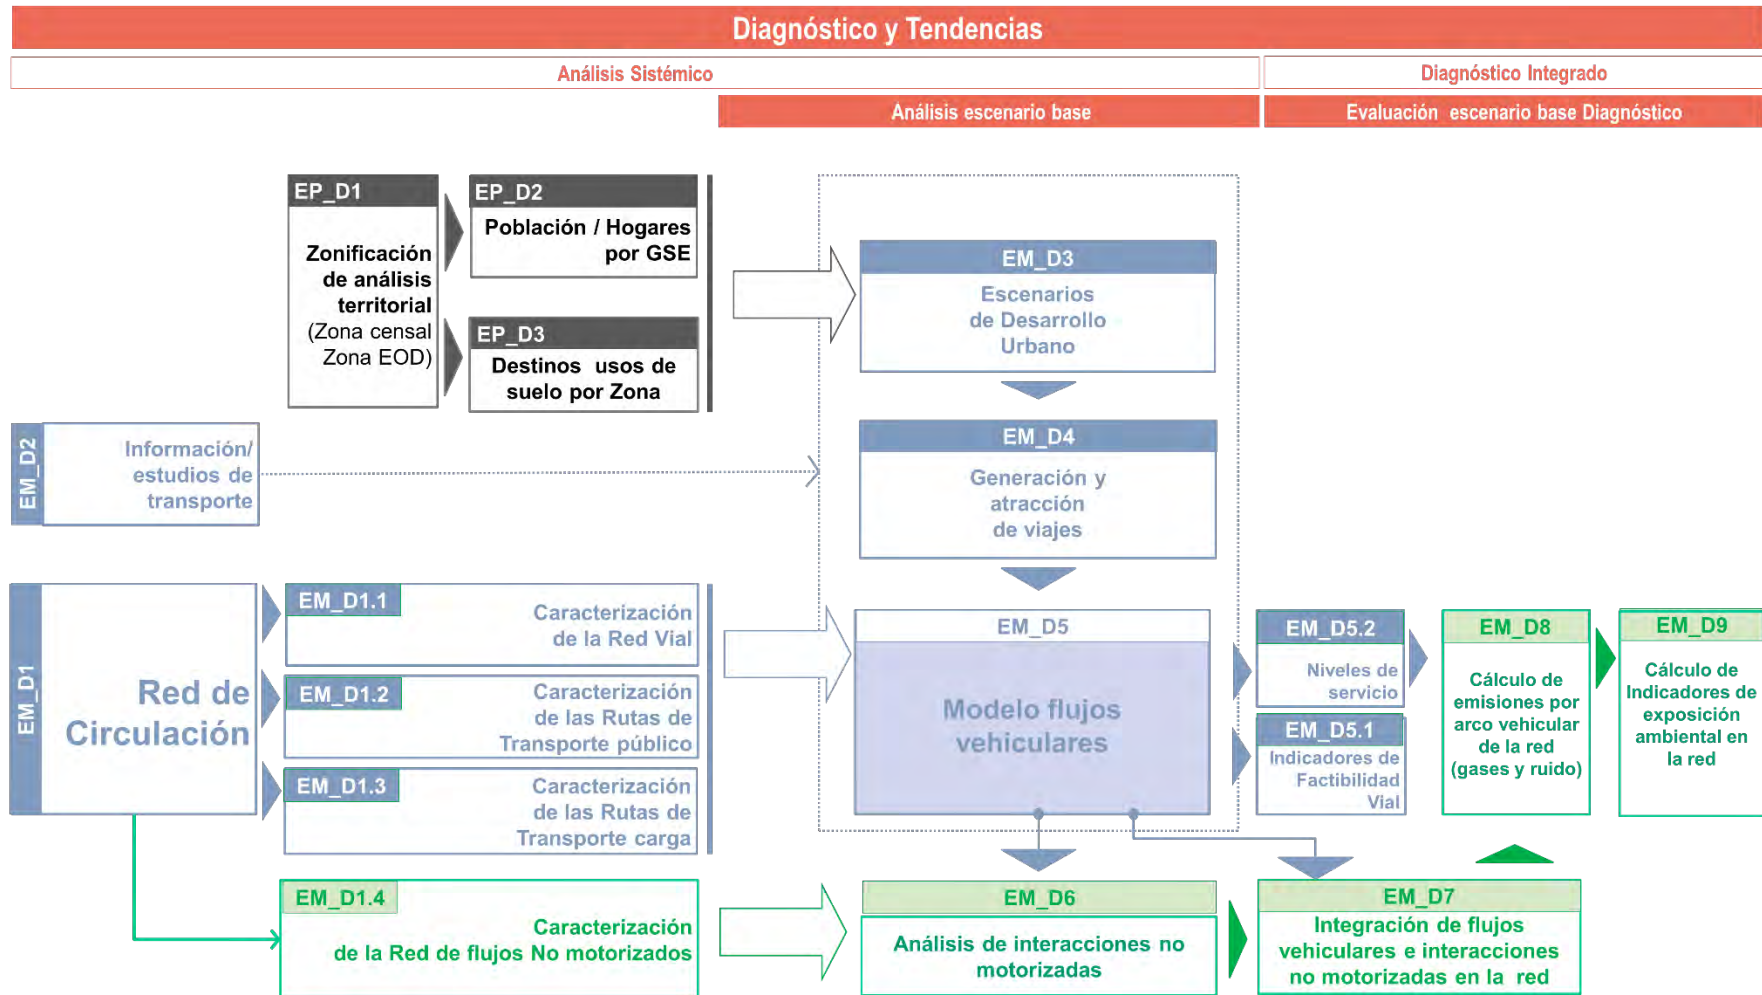 Diagnóstico y Tendencias
Análisis Sistémico
Diagnóstico Integrado
Análisis escenario base
Evaluación escenario base Diagnóstico
EP_D1
Zonificación
de análisis
territorial
(Zona censal
Zona EOD)
EP_D2
Población / Hogares
por GSE
EP_D3
Destinos usos de
suelo por Zona
EM_D3
Escenarios
de Desarrollo
Urbano
EM_D2
Información/
estudios de
transporte
EM_D4
Generación y
atracción
de viajes
EM_D1
Red de
Circulación
EM_D1.1
Caracterización
de la Red Vial
EM_D1.2
Caracterización
de las Rutas de
Transporte público
EM_D1.3
Caracterización
de las Rutas de
Transporte carga
EM_D5
Modelo flujos
vehiculares
EM_D5.2
Niveles de
servicio
EM_D5.1
Indicadores de
Factibilidad
Vial
EM_D8
Cálculo de
emisiones por
arco vehicular
de la red
(gases y ruido)
EM_D9
Cálculo de
Indicadores de
exposición
ambiental en
la red
EM_D1.4
Caracterización
de la Red de flujos No motorizados
EM_D6
Análisis de interacciones no
motorizadas
EM_D7
Integración de flujos
vehiculares e interacciones
no motorizadas en la red